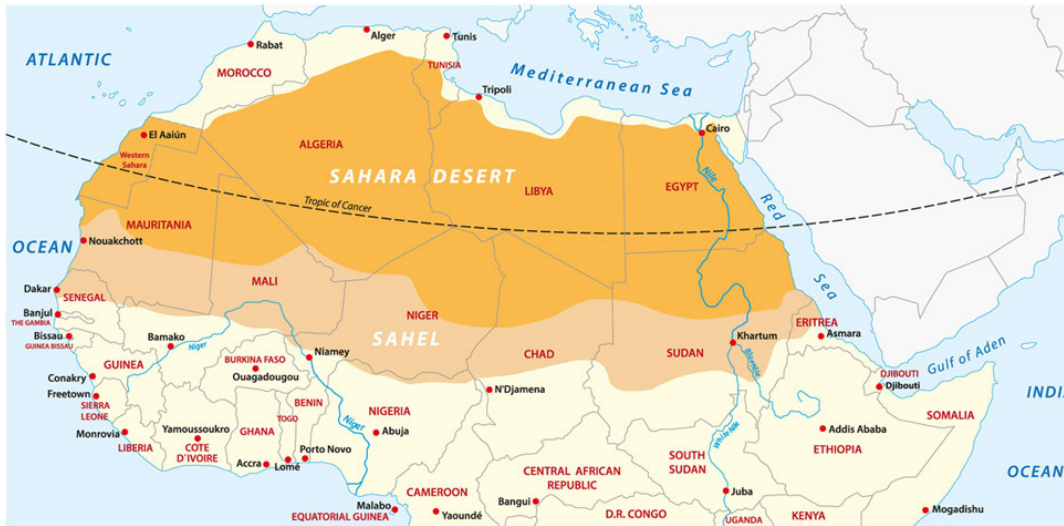 ATLANTIC
Rabat
Alger
Tunis
MOROCCO
TUNISIA
Mediterranean Sea
Tripoli
El Aaiún
Cairo
ALGERIA
Western
Sahara
SAHARA DESERT
LIBYA
EGYPT
Nile
Tropic of Cancer
Red
Sea
MAURITANIA
OCEAN
Nouakchott
MALI
Dakar
SENEGAL
NIGER
Banjul
THE GAMBIA
SAHEL
ERITREA
Asmara
Bissau
GUINEA BISSAU
Bamako
Niger
Khartum
Niamey
CHAD
SUDAN
Blue Nile
Gulf of Aden
GUINEA
BURKINA FASO
Ouagadougou
Conakry
Freetown
SIERRA
LEONE
N'Djamena
DJIBOUTI
Djibouti
INDI
BENIN
TOGO
NIGERIA
SOMALIA
Monrovia
LIBERIA
Yamoussoukro
COTE
D'IVOIRE
GHANA
Niger
Abuja
White Nile
Addis Ababa
ETHIOPIA
Accra
Lomé
Porto Novo
SOUTH
SUDAN
CENTRAL AFRICAN
REPUBLIC
OCEAN
CAMEROON
Malabo
EQUATORIAL GUINEA
Yaoundé
Bangui
D.R. CONGO
Juba
UGANDA
KENYA
Mogadishu